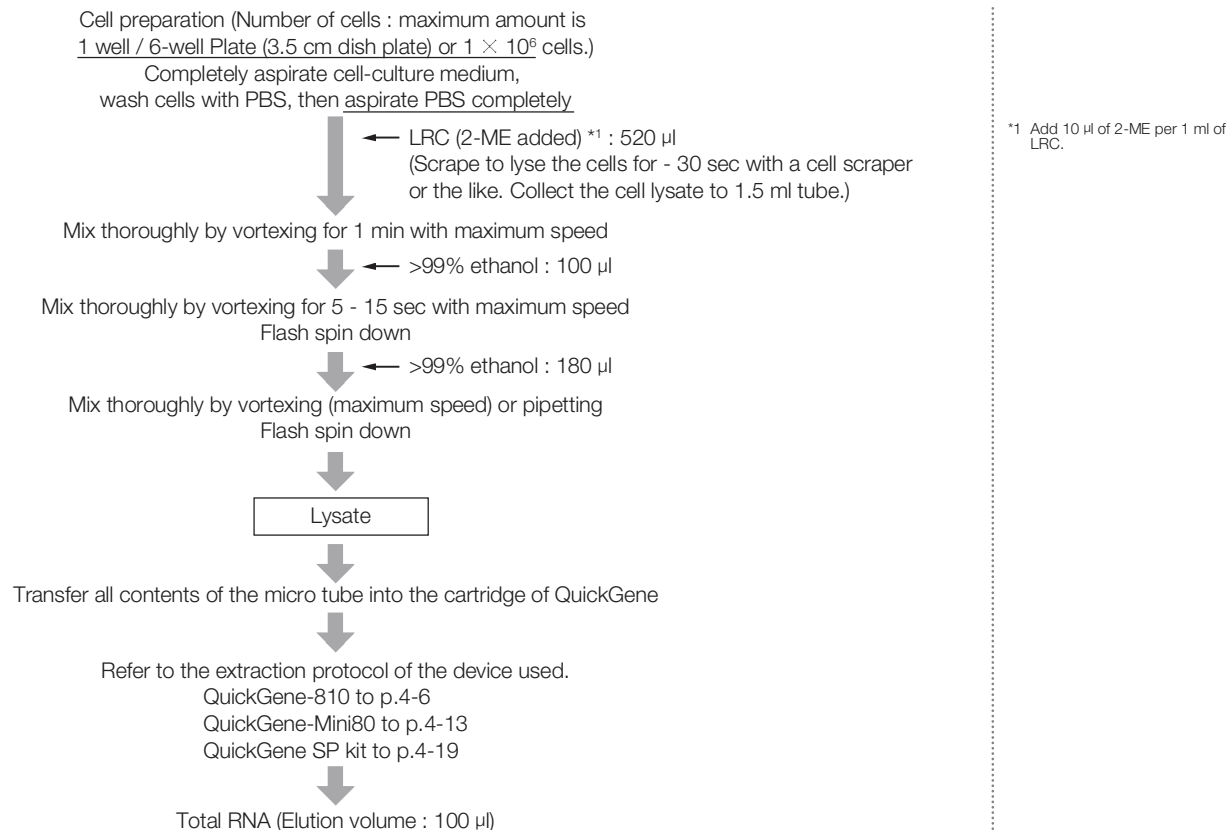 Cell preparation (Number of cells : maximum amount is
1 well / 6-well Plate (3.5 cm dish plate) or 1 × 10⁶ cells.)
Completely aspirate cell-culture medium,
wash cells with PBS, then aspirate PBS completely
LRC (2-ME added) *1 : 520 µl
(Scrape to lyse the cells for - 30 sec with a cell scraper
or the like. Collect the cell lysate to 1.5 ml tube.)
*1 Add 10 µl of 2-ME per 1 ml of
LRC.
Mix thoroughly by vortexing for 1 min with maximum speed
>99% ethanol : 100 µl
Mix thoroughly by vortexing for 5 - 15 sec with maximum speed
Flash spin down
>99% ethanol : 180 µl
Mix thoroughly by vortexing (maximum speed) or pipetting
Flash spin down
Lysate
Transfer all contents of the micro tube into the cartridge of QuickGene
Refer to the extraction protocol of the device used.
QuickGene-810 to p.4-6
QuickGene-Mini80 to p.4-13
QuickGene SP kit to p.4-19
Total RNA (Elution volume : 100 µl)